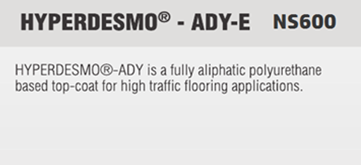 HYPERDESMO® - ADY-E NS600
HYPERDESMO®-ADY is a fully aliphatic polyurethane
based top-coat for high traffic flooring applications.